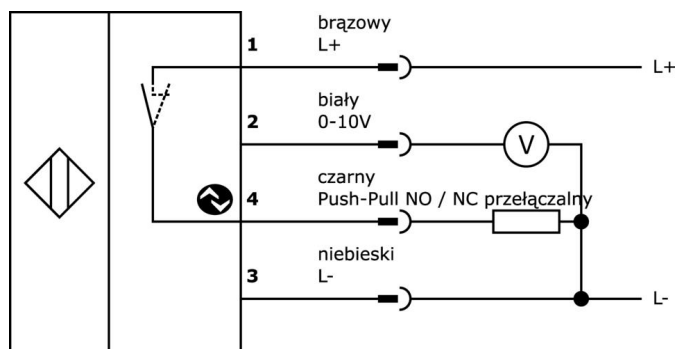 brązowy
1 L+
L+
biały
2 0-10V
V
czarny
4 Push-Pull NO / NC przełączalny
niebieski
3 L-
L-